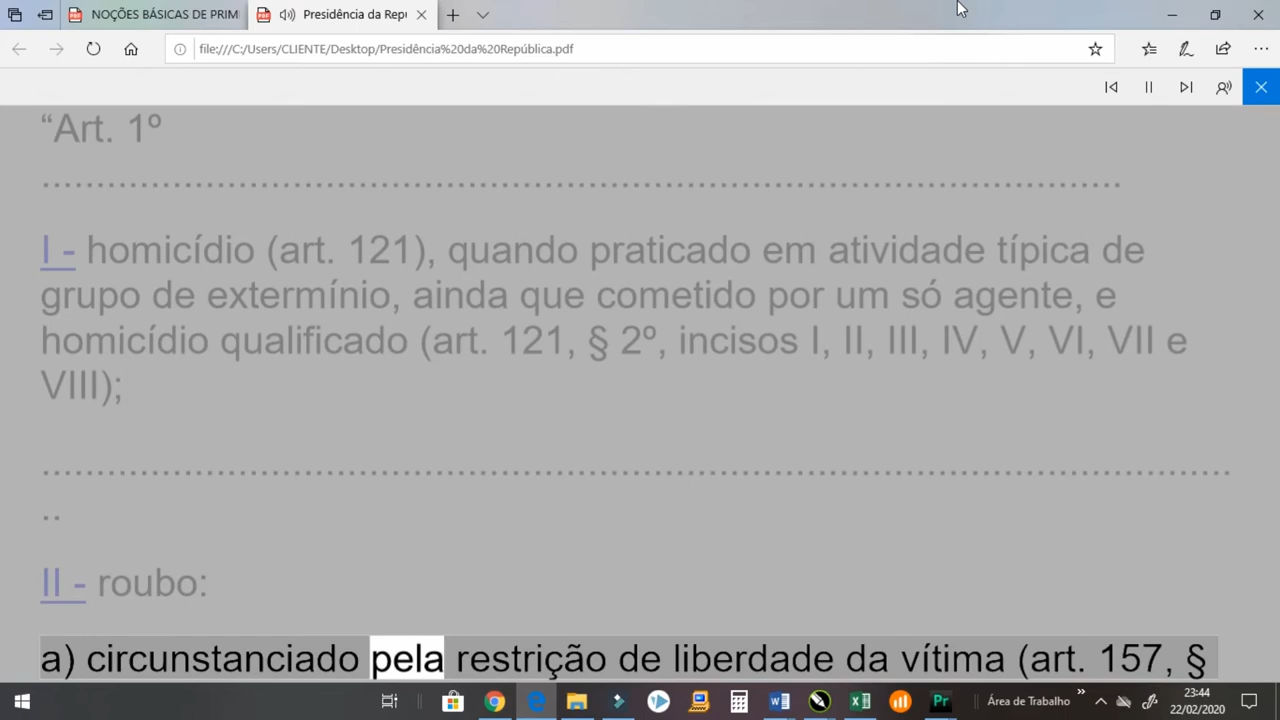 NOÇÕES BÁSICAS DE PRIM
Presidência da Repú
file:///C:/Users/CLIENTE/Desktop/Presidência%20da%20República.pdf
“Art. 1º
....................................................................................................
I - homicídio (art. 121), quando praticado em atividade típica de
grupo de extermínio, ainda que cometido por um só agente, e
homicídio qualificado (art. 121, § 2º, incisos I, II, III, IV, V, VI, VII e
VIII);
..............................................................................................................
..
II - roubo:
a) circunstanciado pela restrição de liberdade da vítima (art. 157, §
Área de Trabalho
23:44
22/02/2020